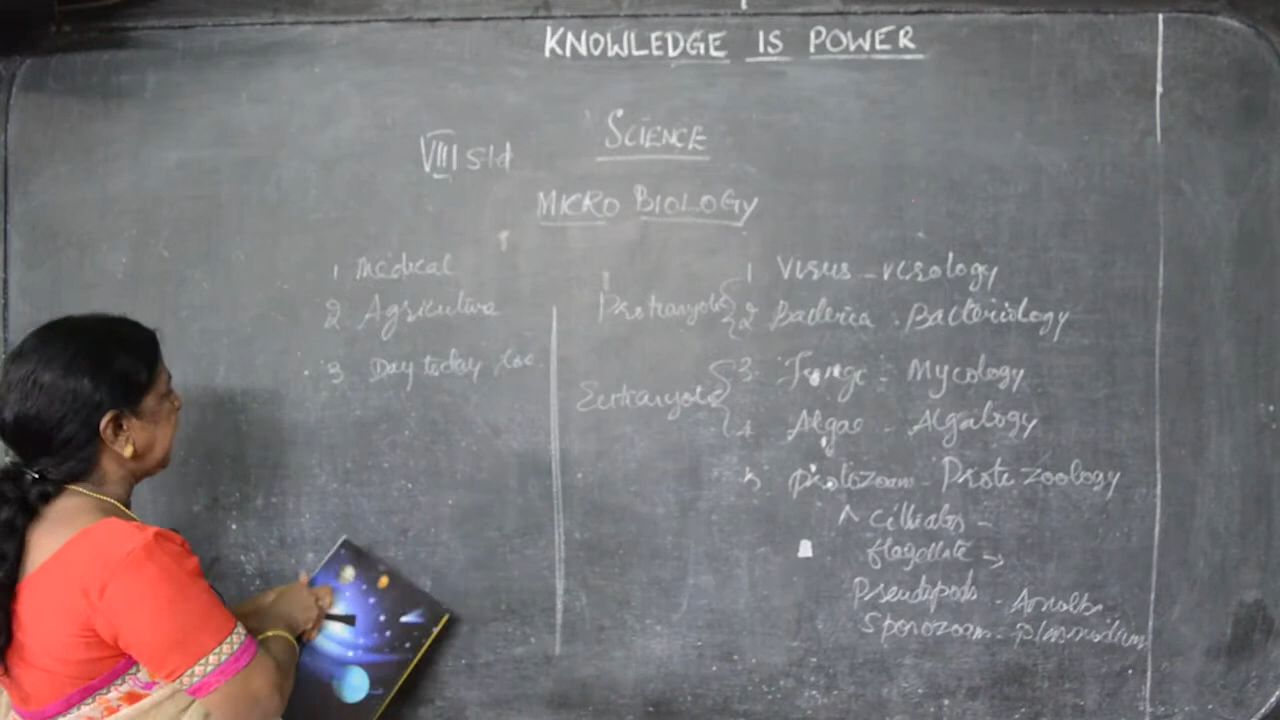 KNOWLEDGE IS POWER
SCIENCE
VIII std
MICRO BIOLOGY
1 Medical
2 Agriculture
3 Day today
Prokaryote
1 Virus - virology
2 Bacteria . Bacteriology
Eukaryote
3. Fungi - Mycology
4 Algae - Algalogy
5 Protozoa - Protozoology
Ciliates -
flagellate →
Pseudopods - Amoeba
Sporozoa - plasmodium